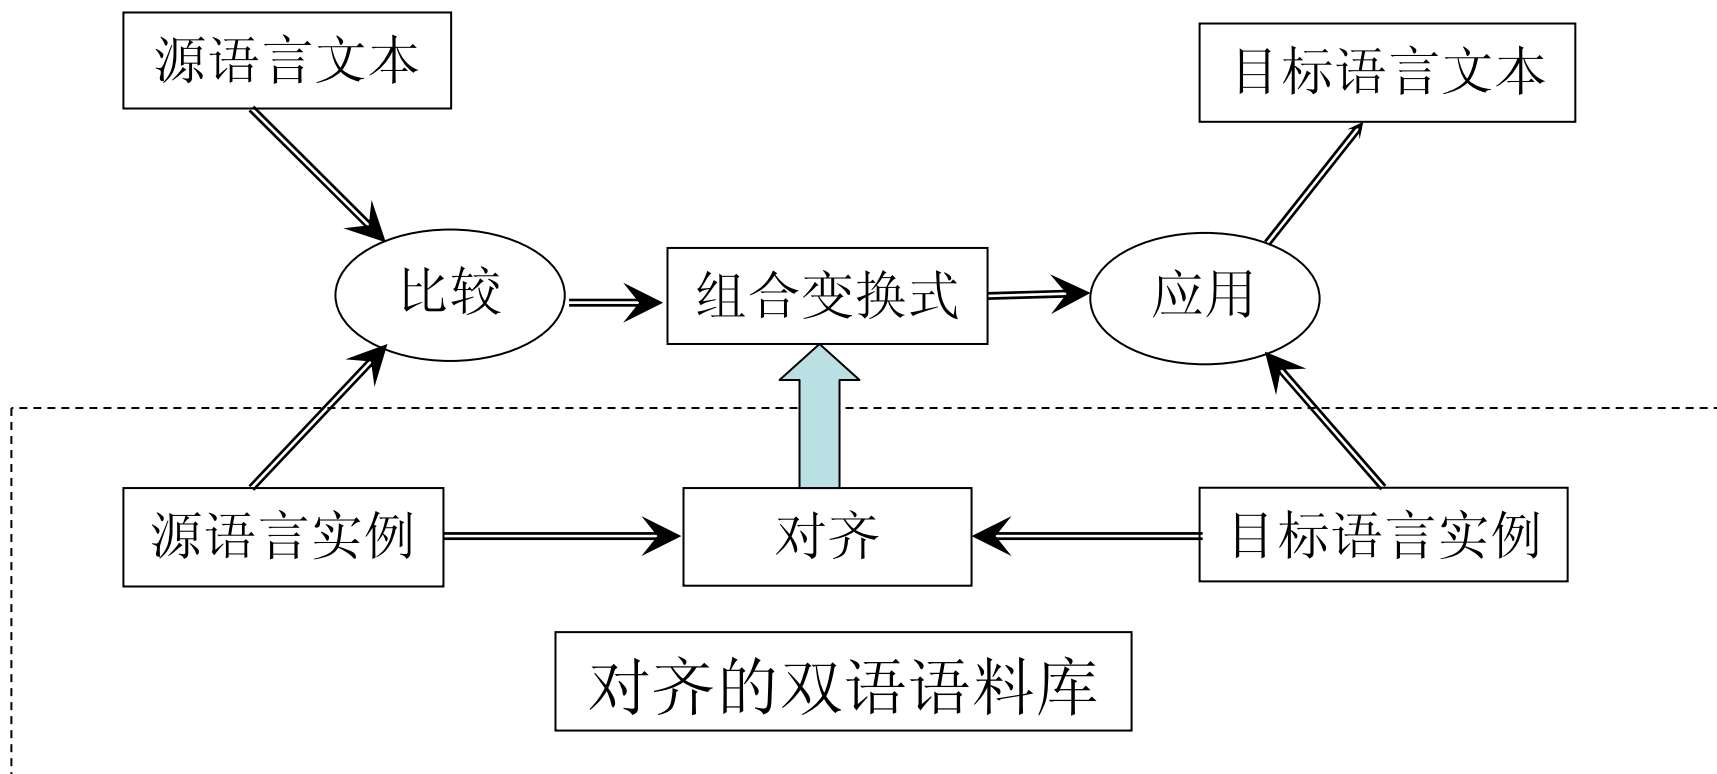 源语言文本
目标语言文本
比较
组合变换式
应用
源语言实例
对齐
目标语言实例
对齐的双语语料库